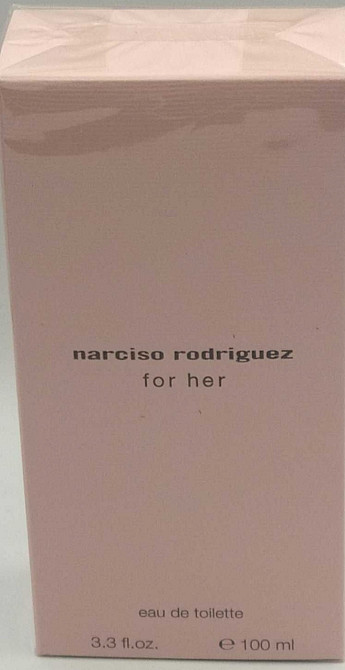 narciso rodriguez
for her
eau de toilette
3.3 fl.oz. ℮ 100 ml